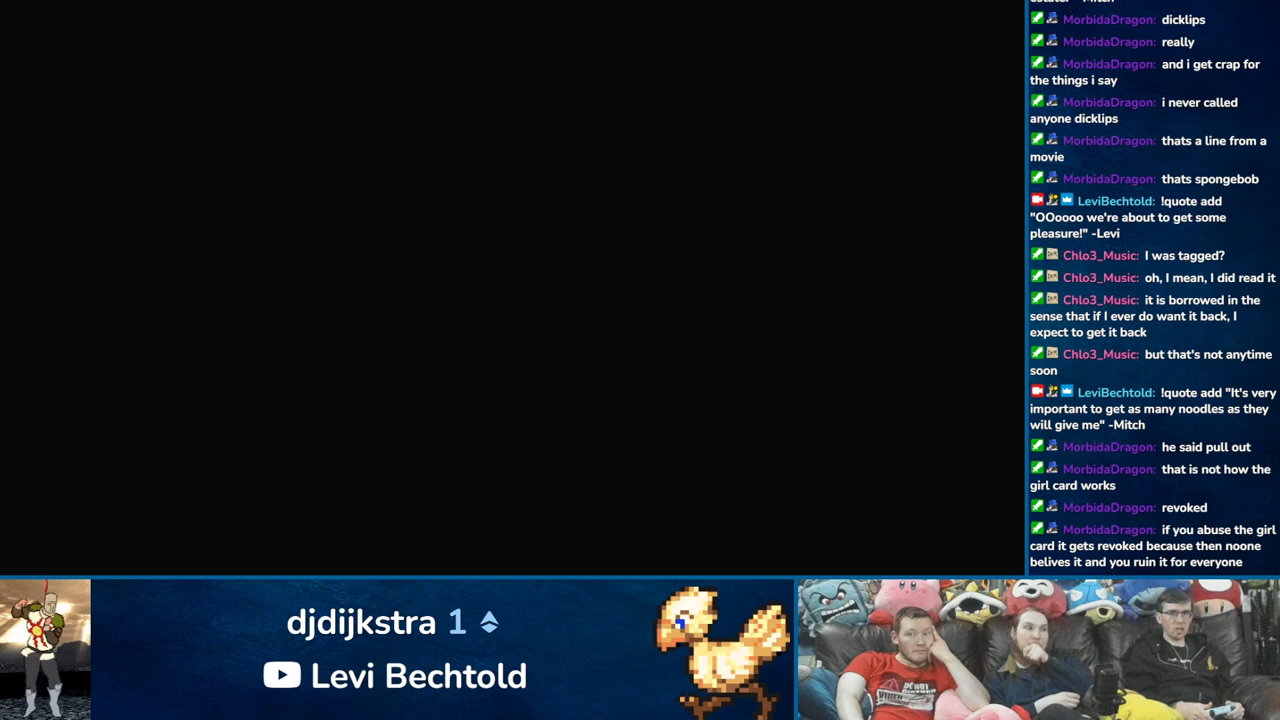 MorbidaDragon: dicklips
MorbidaDragon: really
MorbidaDragon: and i get crap for
the things i say
MorbidaDragon: i never called
anyone dicklips
MorbidaDragon: thats a line from a
movie
MorbidaDragon: thats spongebob
LeviBechtold: !quote add
"OOoooo we're about to get some
pleasure!" -Levi
Chlo3_Music: I was tagged?
Chlo3_Music: oh, I mean, I did read it
Chlo3_Music: it is borrowed in the
sense that if I ever do want it back, I
expect to get it back
Chlo3_Music: but that's not anytime
soon
LeviBechtold: !quote add "It's very
important to get as many noodles as they
will give me" -Mitch
MorbidaDragon: he said pull out
MorbidaDragon: that is not how the
girl card works
MorbidaDragon: revoked
MorbidaDragon: if you abuse the girl
card it gets revoked because then noone
belives it and you ruin it for everyone
djdijkstra 1
Levi Bechtold